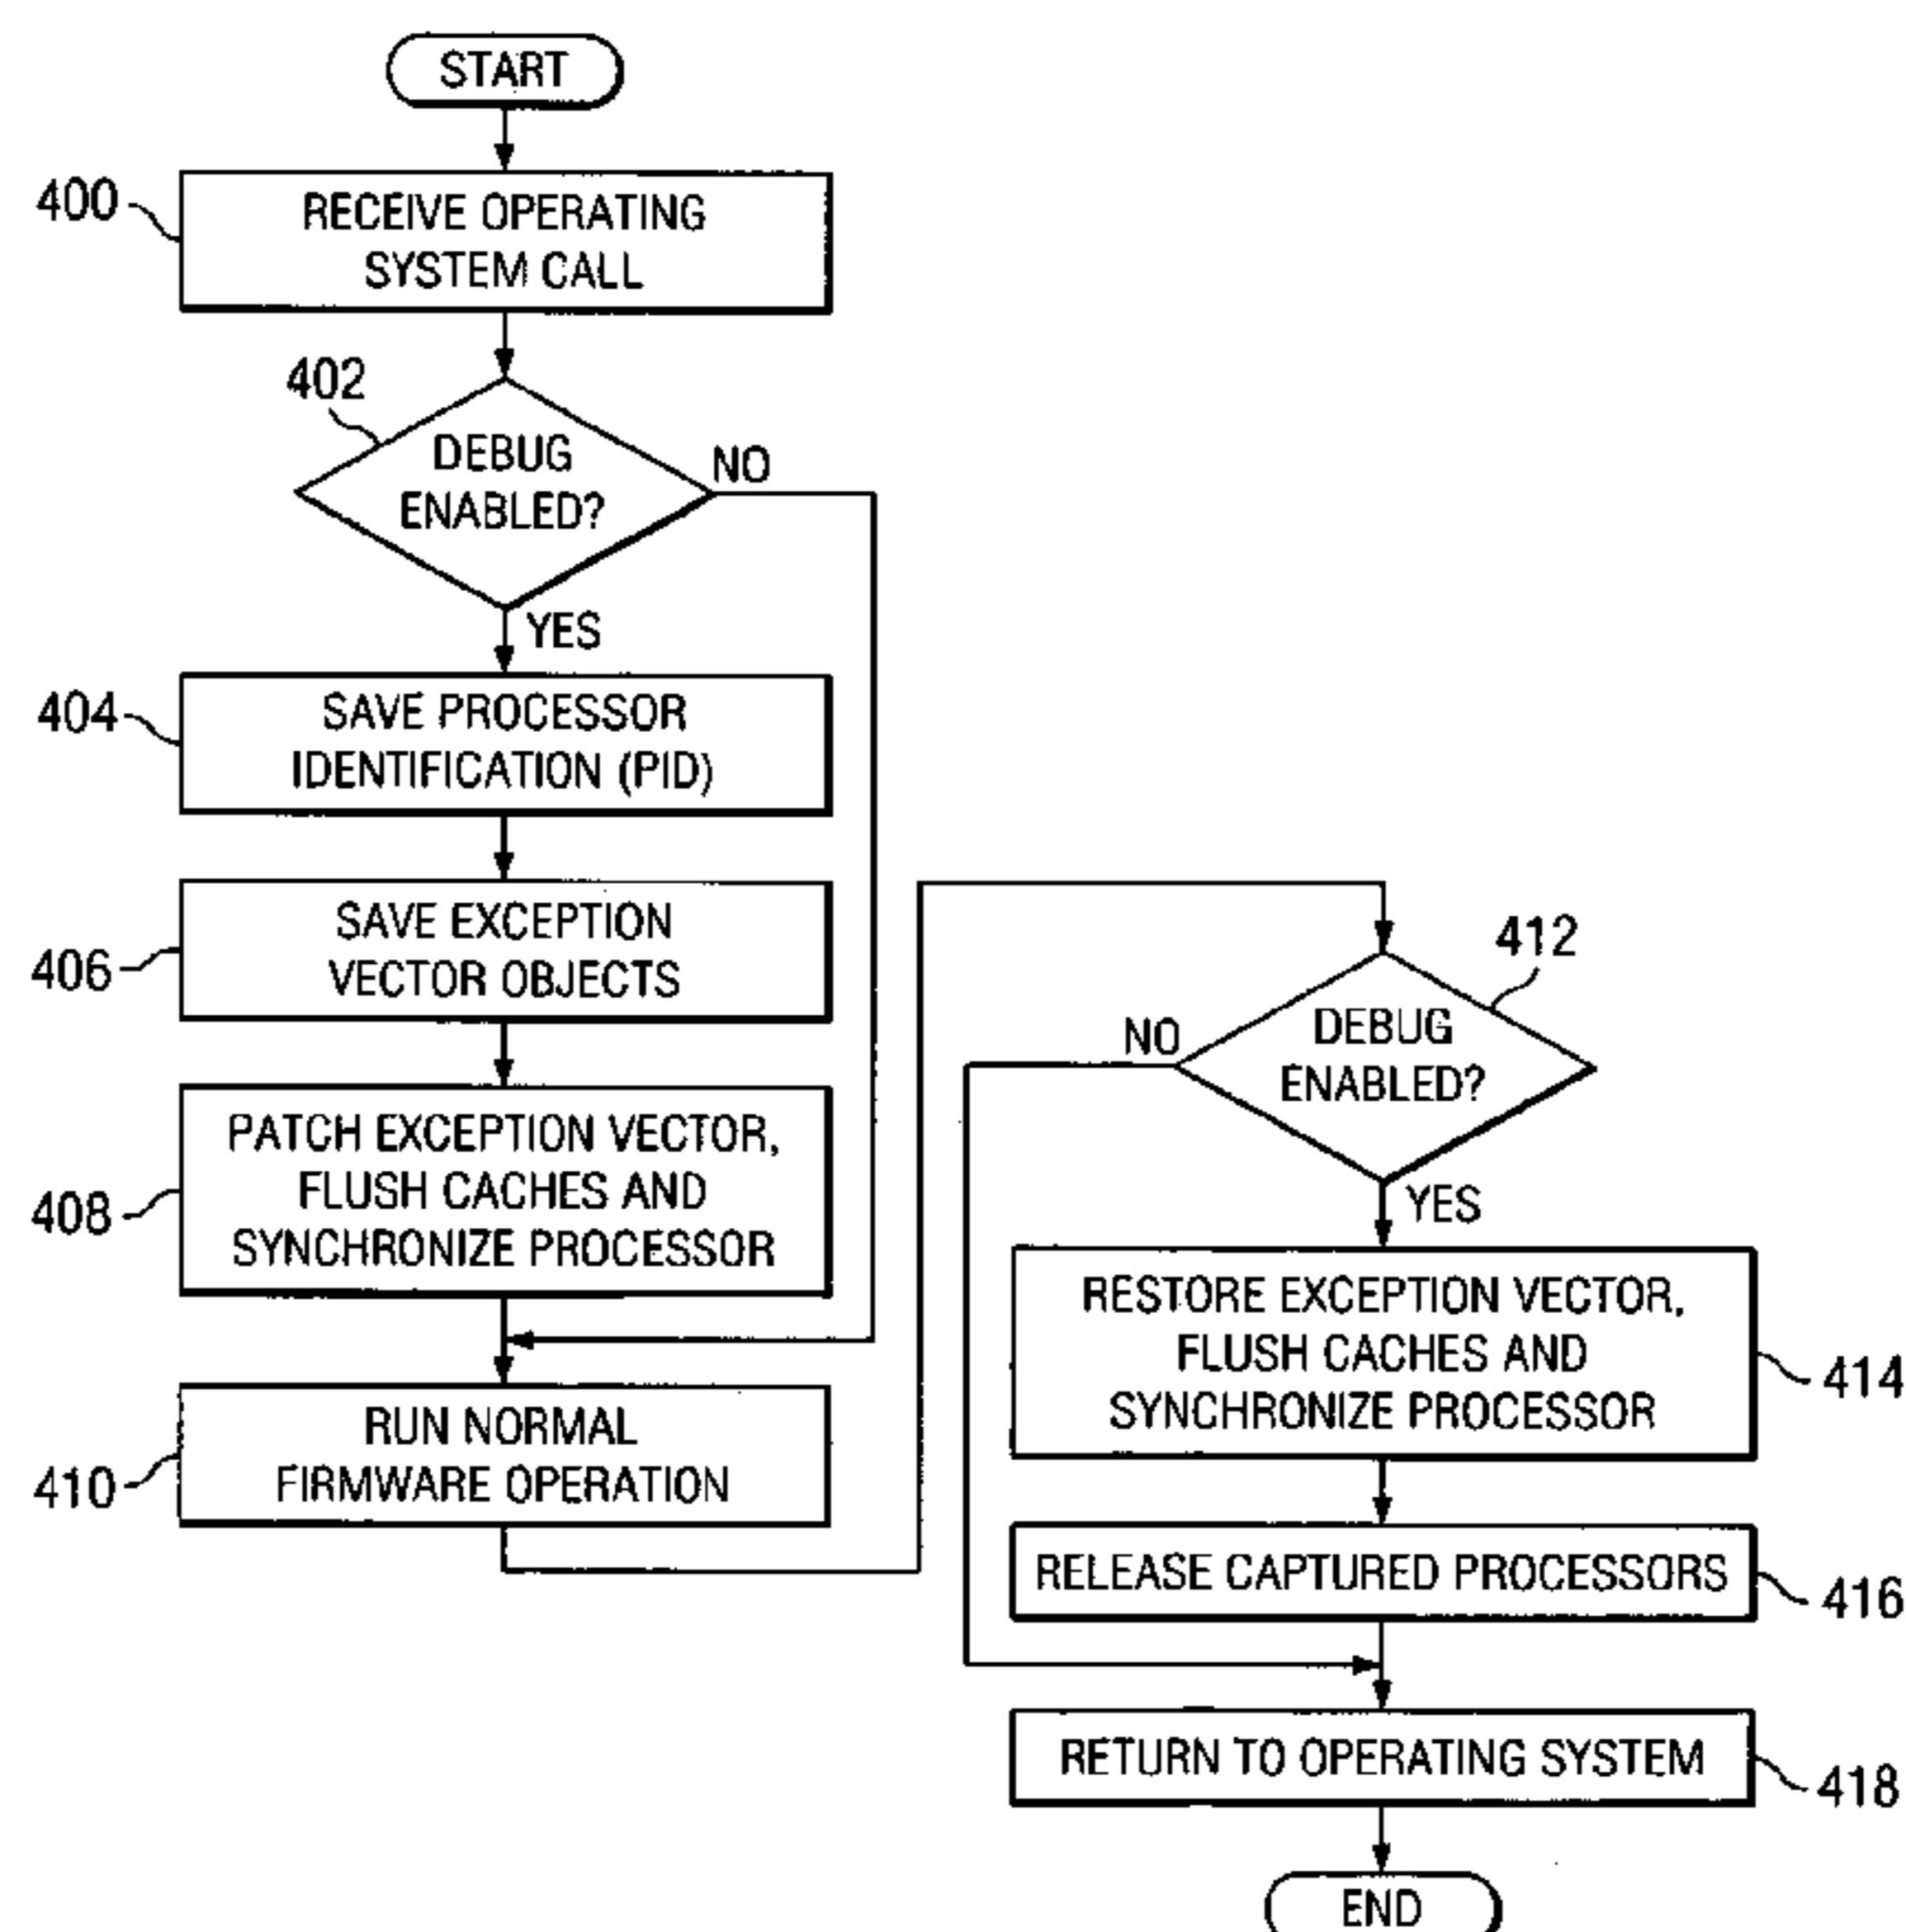 START
400
RECEIVE OPERATING
SYSTEM CALL
402
DEBUG
ENABLED?
NO
YES
404
SAVE PROCESSOR
IDENTIFICATION (PID)
406
SAVE EXCEPTION
VECTOR OBJECTS
408
PATCH EXCEPTION VECTOR,
FLUSH CACHES AND
SYNCHRONIZE PROCESSOR
410
RUN NORMAL
FIRMWARE OPERATION
412
DEBUG
ENABLED?
NO
YES
RESTORE EXCEPTION VECTOR,
FLUSH CACHES AND
SYNCHRONIZE PROCESSOR
414
RELEASE CAPTURED PROCESSORS
416
RETURN TO OPERATING SYSTEM
418
END